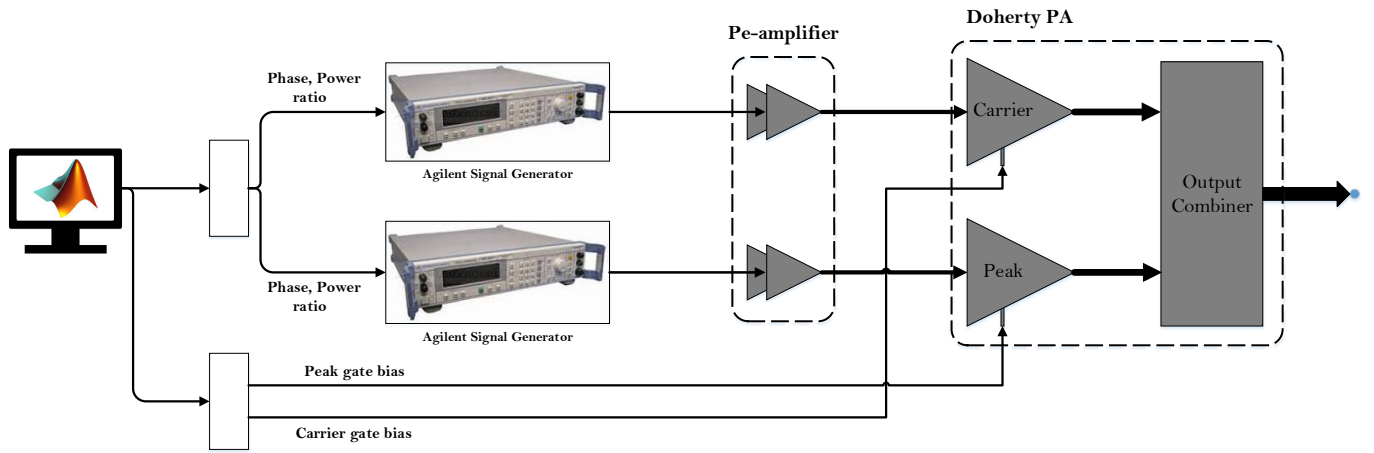 Doherty PA
Pe-amplifier
Phase, Power
ratio
Agilent Signal Generator
Carrier
Output
Combiner
Phase, Power
ratio
Agilent Signal Generator
Peak
Peak gate bias
Carrier gate bias